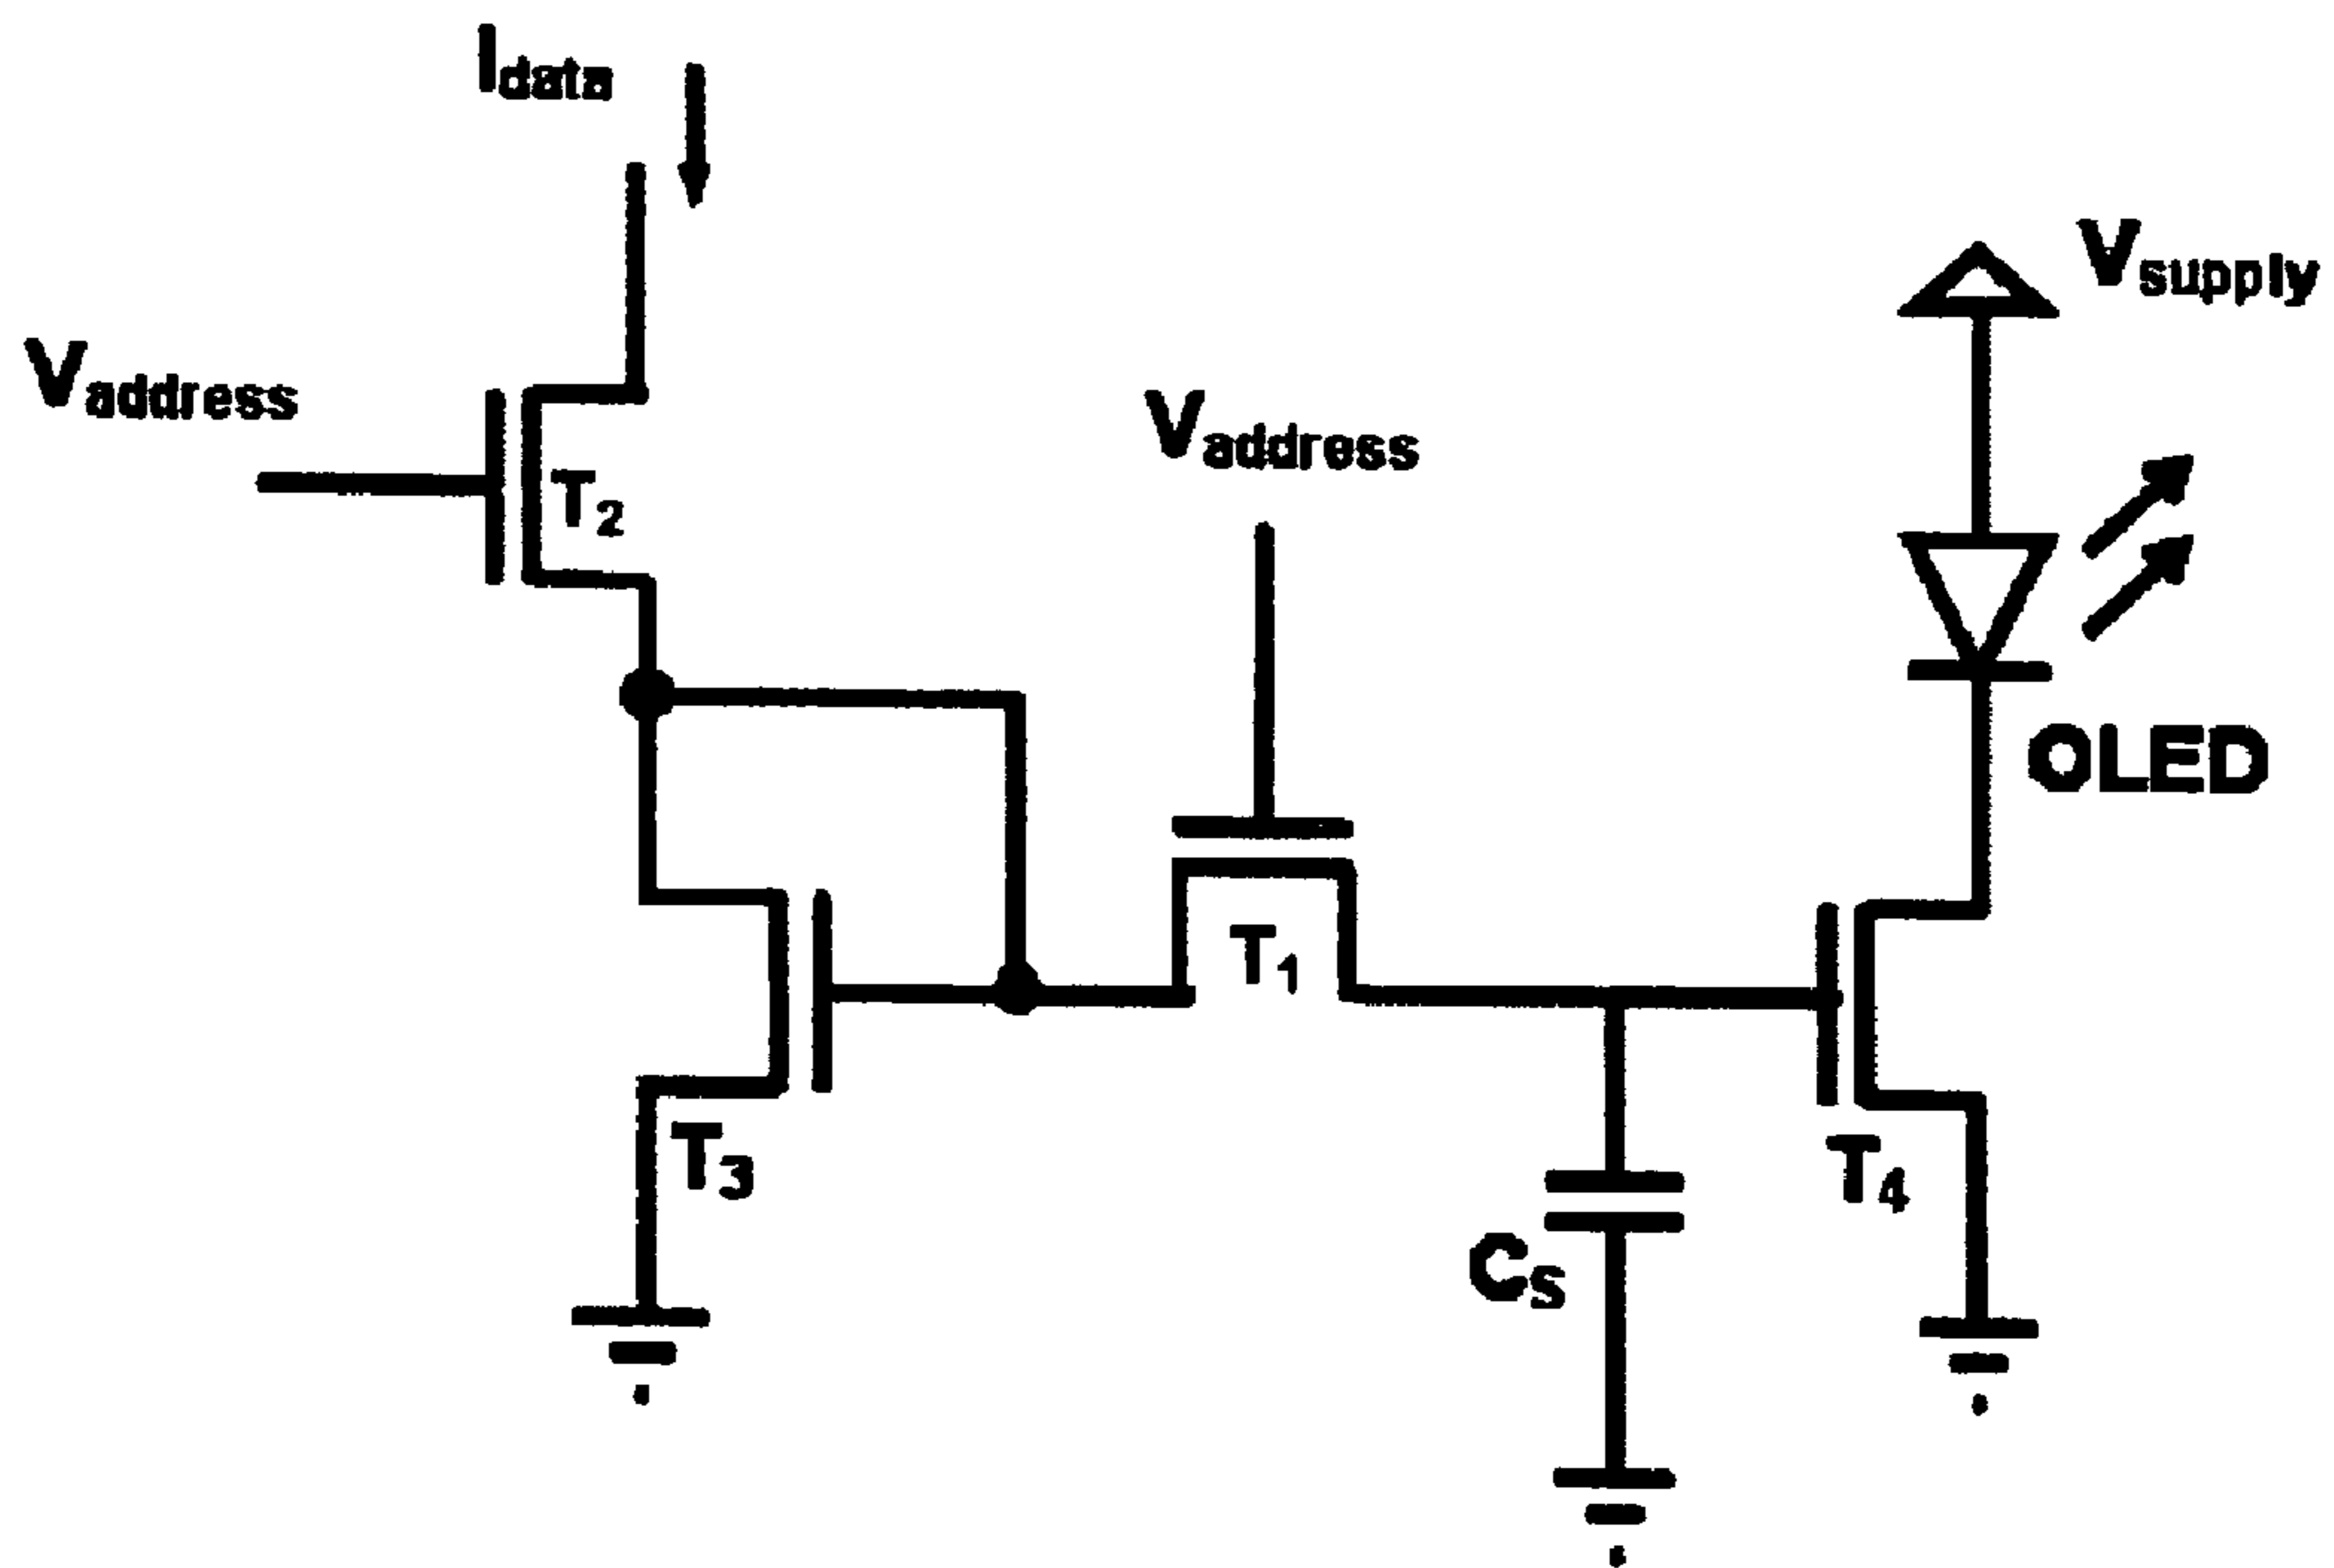 Idata
Vsupply
Vaddress
Vaddress
T2
OLED
T1
T3
T4
Cs